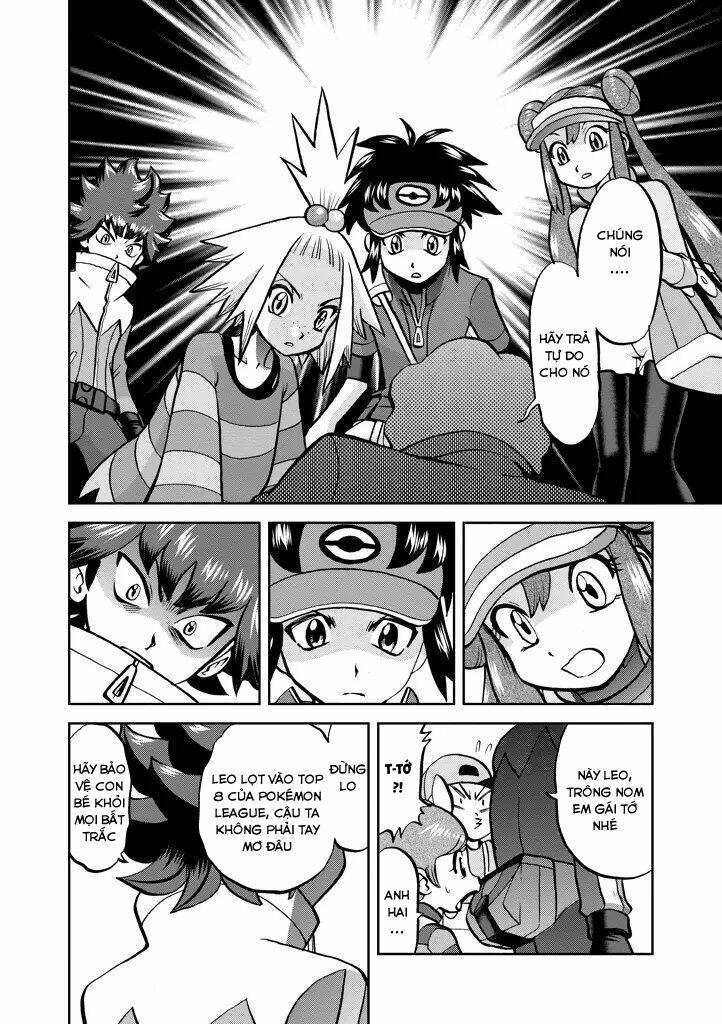 CHÚNG
NÓI
....
HÃY TRẢ
TỰ DO
CHO NÓ
NÀY LEO,
TRÔNG NOM
EM GÁI TỚ
NHÉ
T-TỚ
?!
ANH
HAI
...
ĐỪNG
LO
LEO LỌT VÀO TOP
8 CỦA POKÉMON
LEAGUE, CẬU TA
KHÔNG PHẢI TAY
MƠ ĐÂU
HÃY BẢO
VỆ CON
BÉ KHỎI
MỌI BẤT
TRẮC